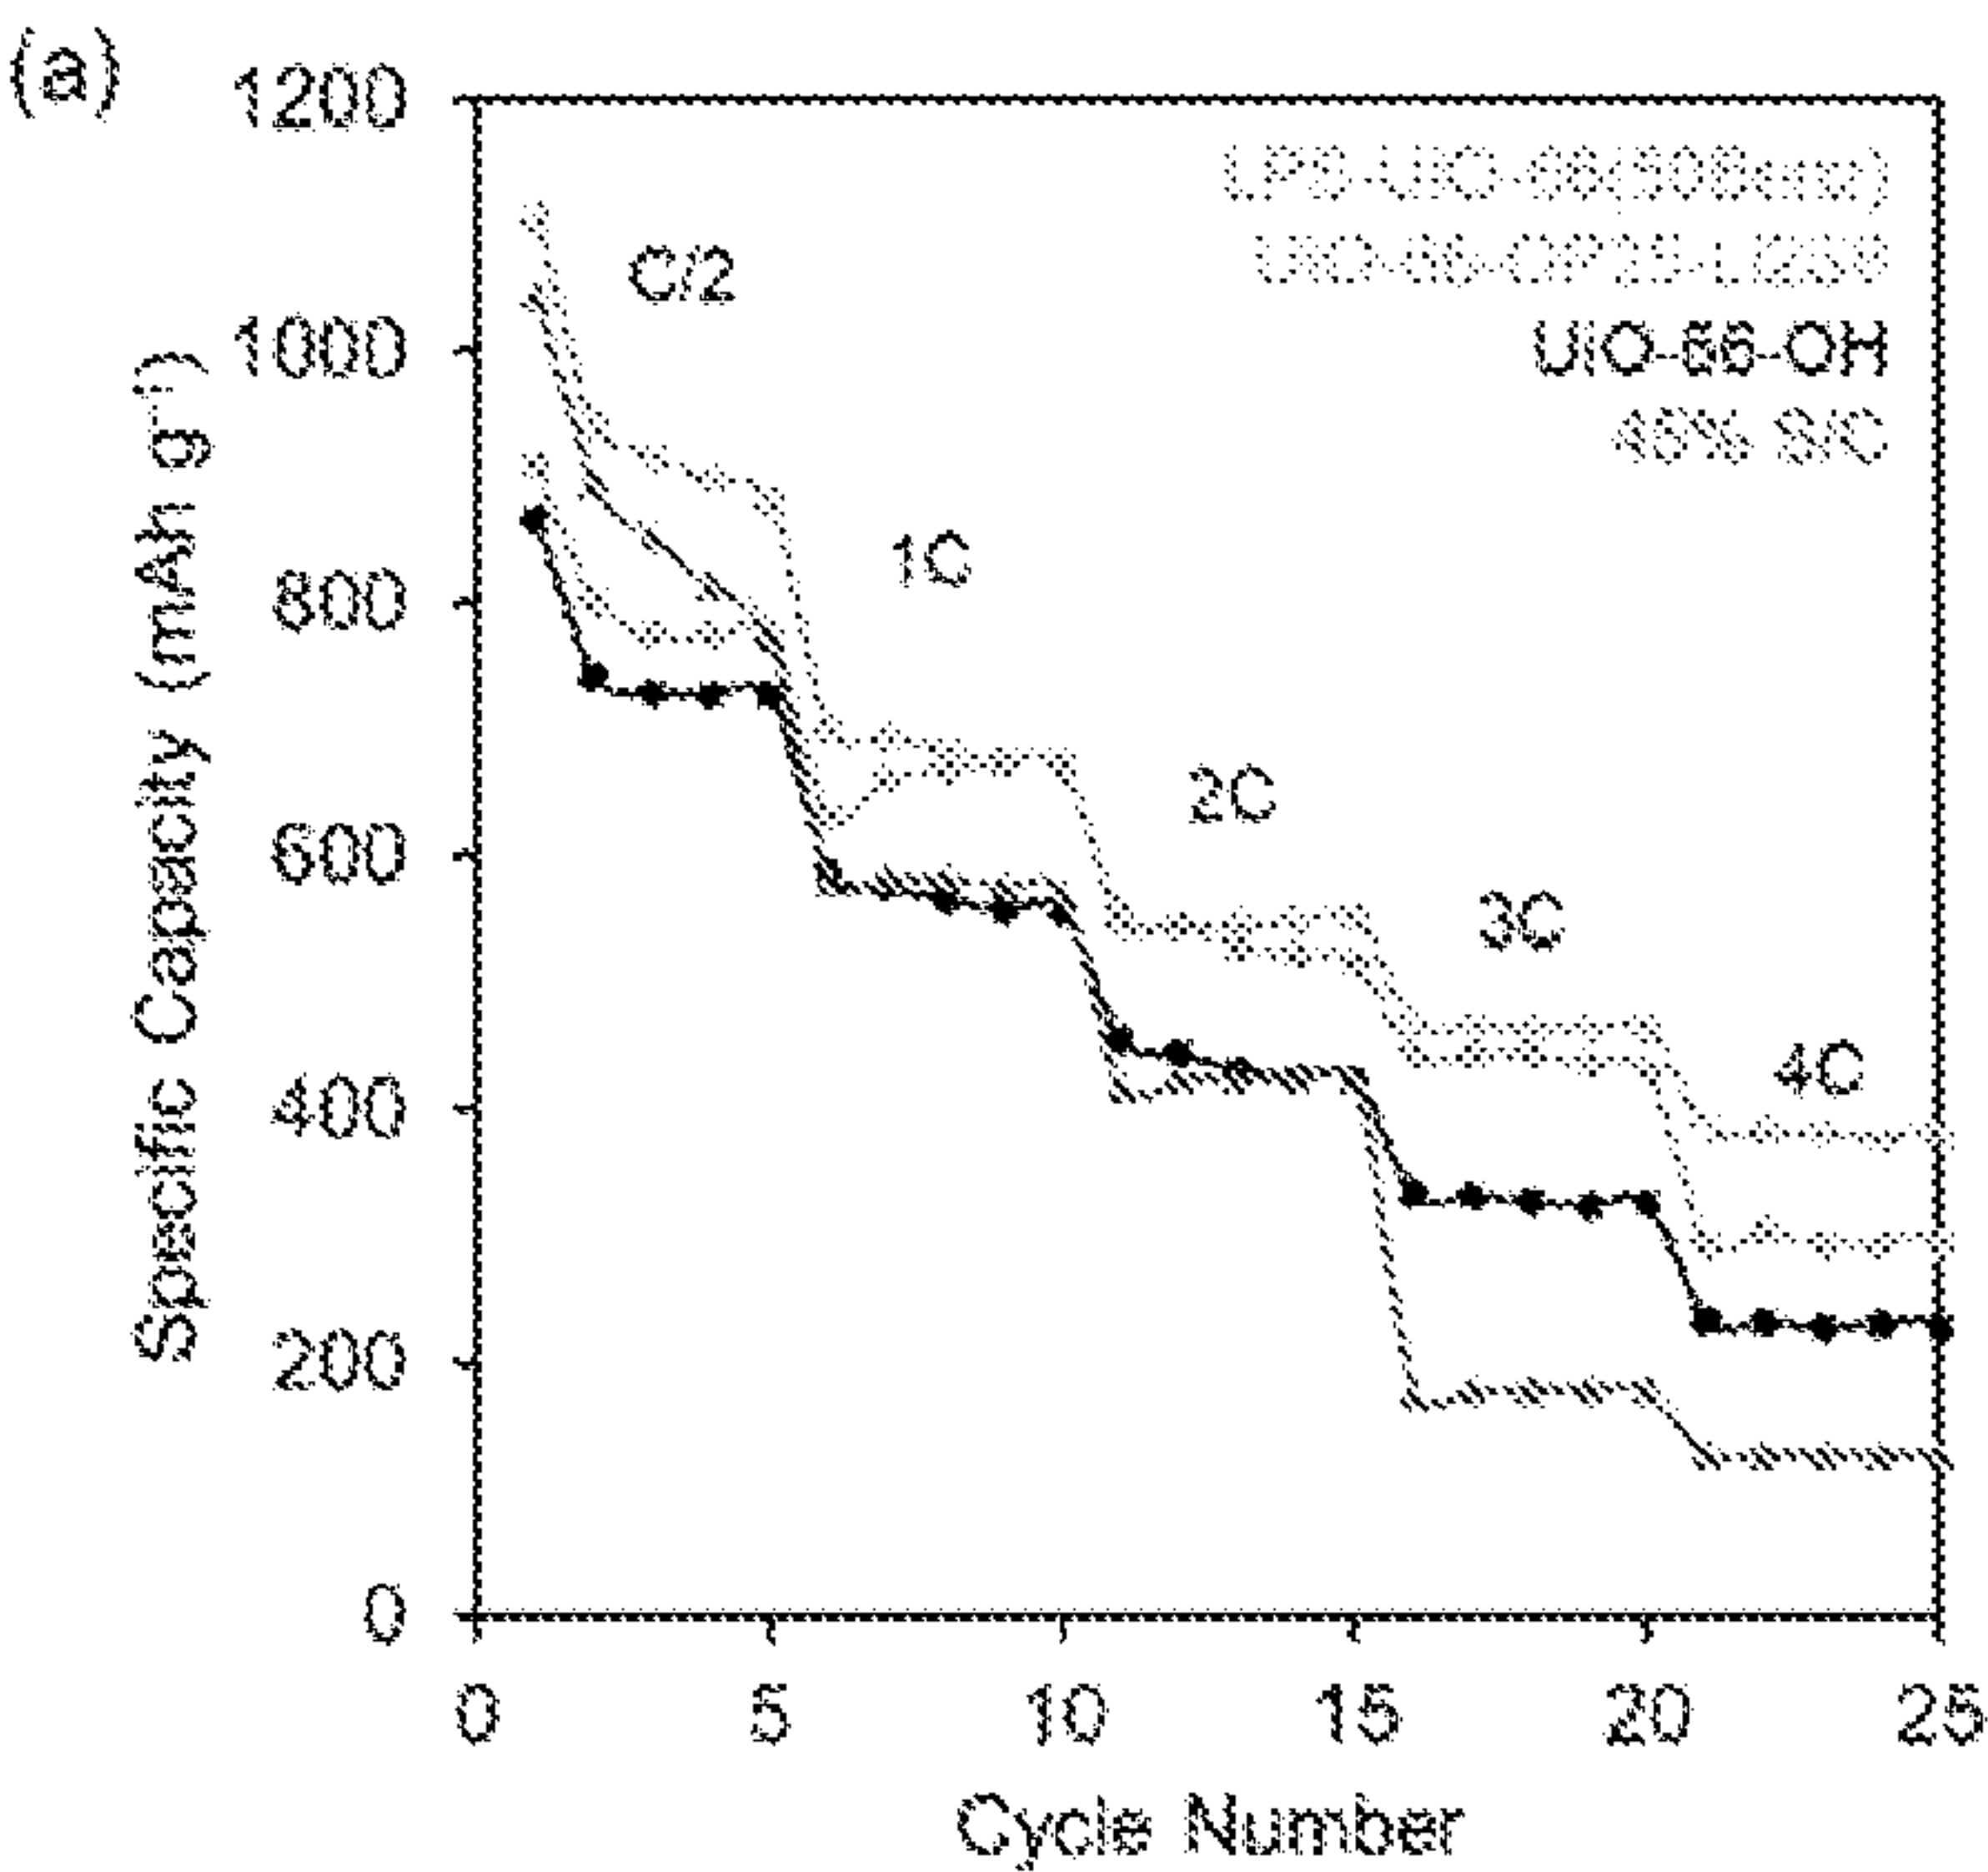 (a)
1200
1000
800
600
400
200
0
Specific Capacity (mAh g⁻¹)
C/2
1C
2C
3C
4C
UiO-66-OH
45% S/C
0 5 10 15 20 25
Cycle Number